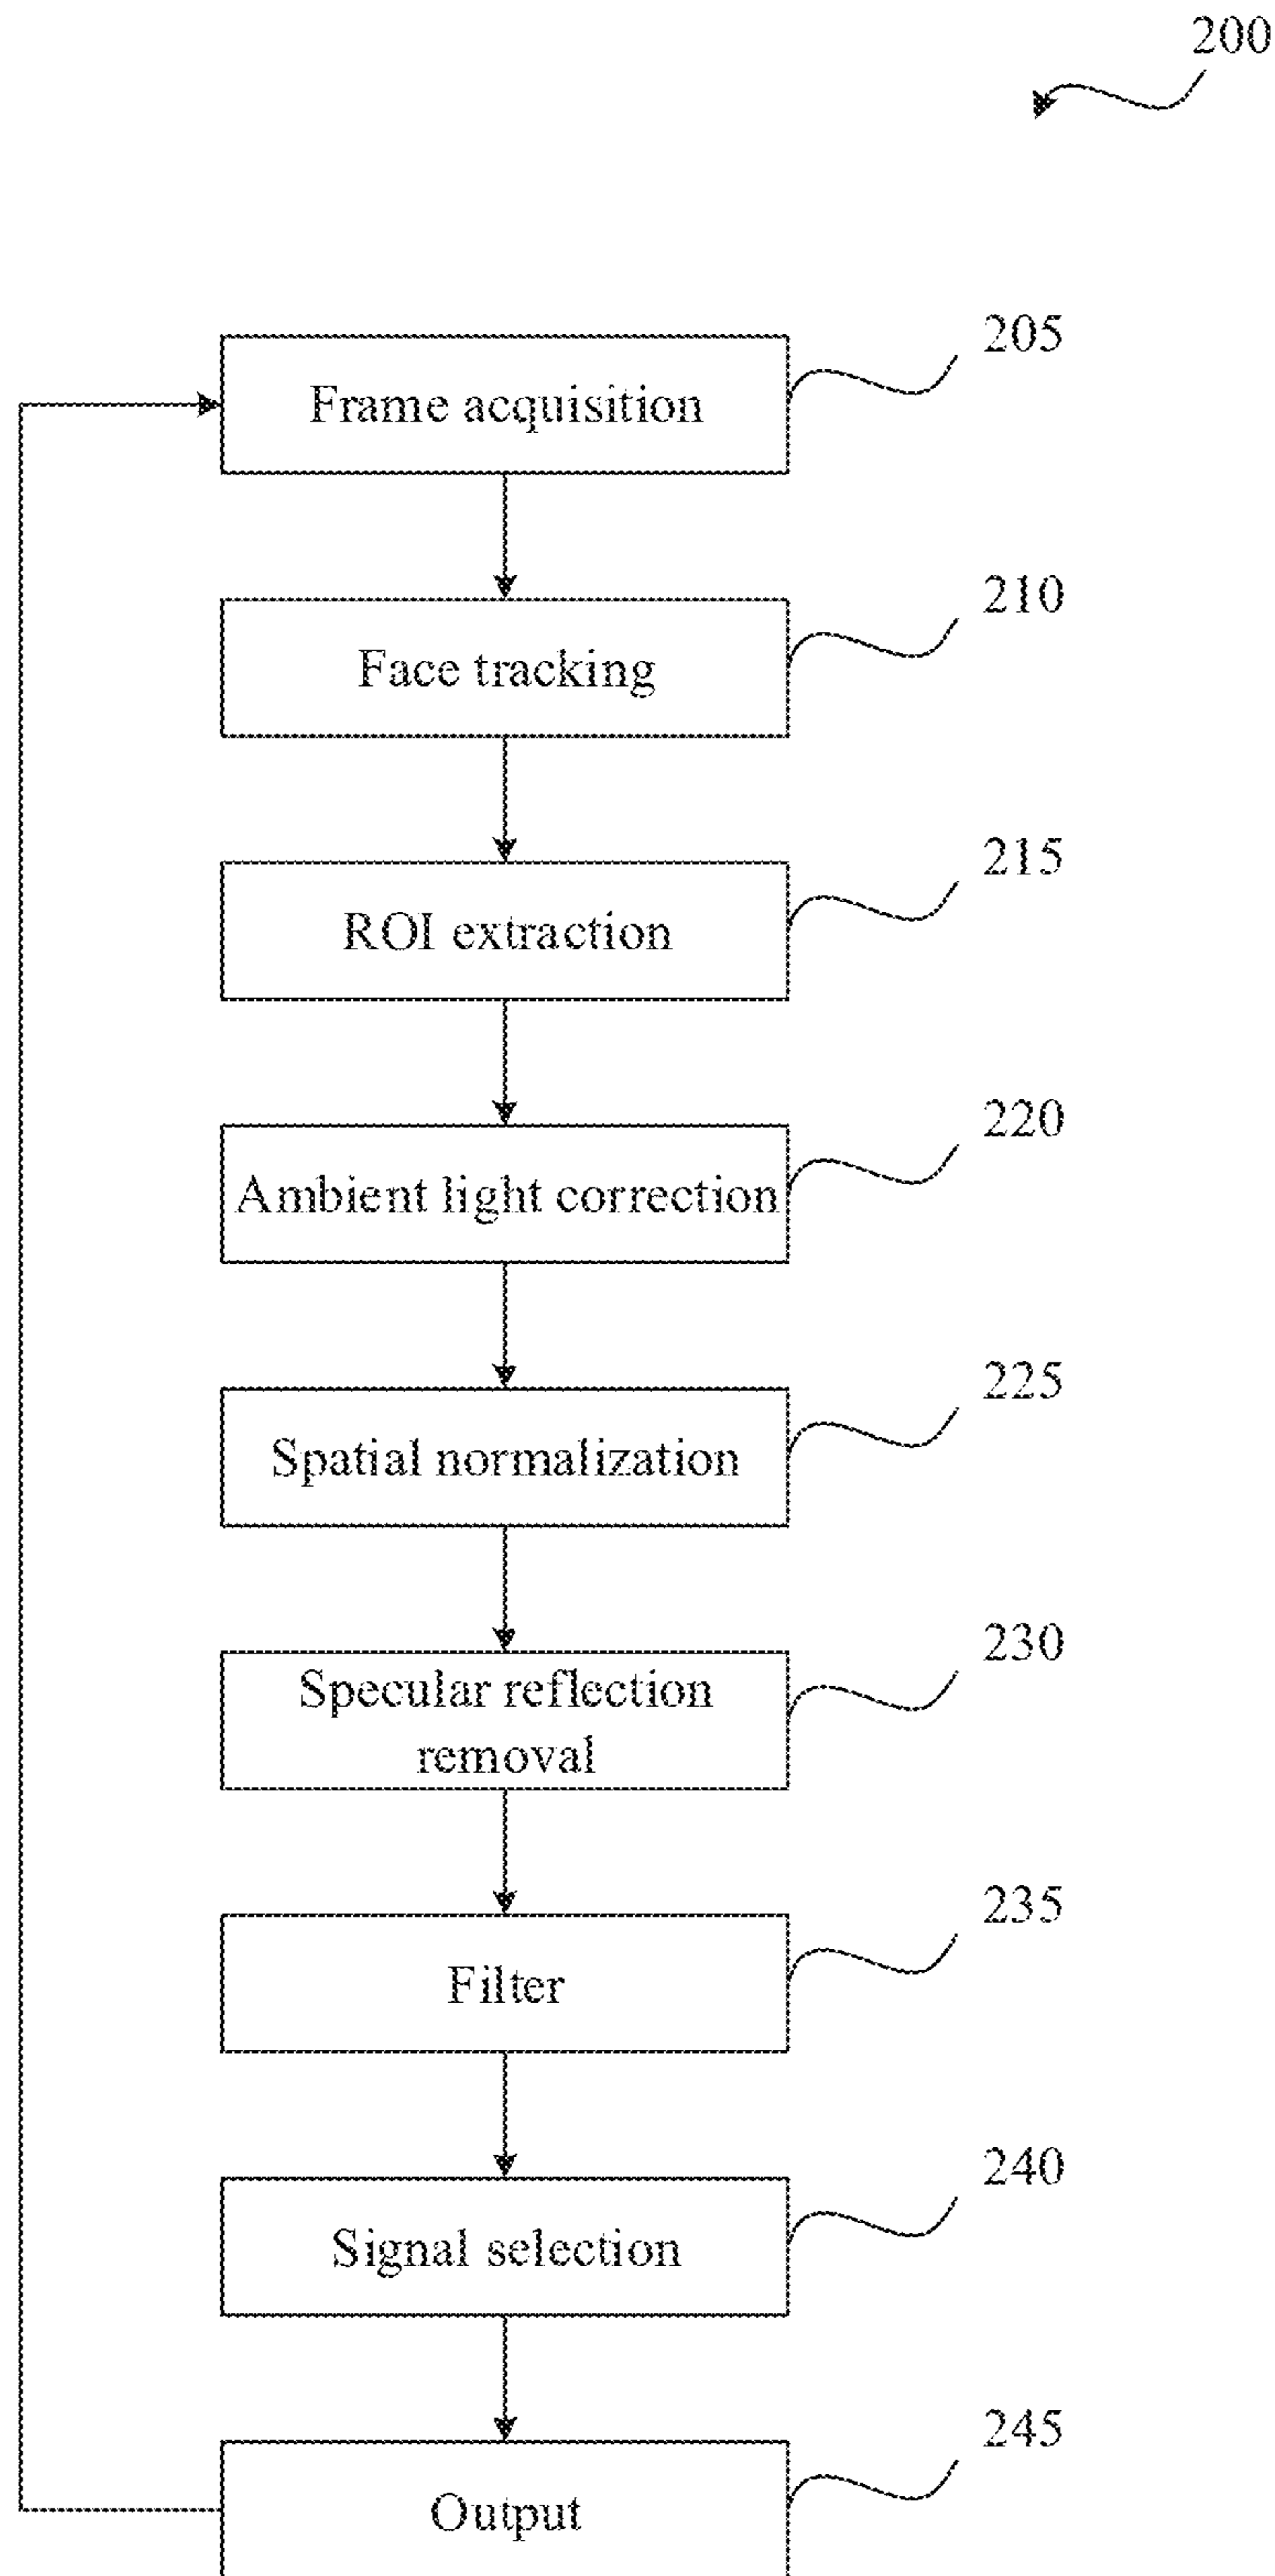 200
205
Frame acquisition
210
Face tracking
215
ROI extraction
220
Ambient light correction
225
Spatial normalization
230
Specular reflection
removal
235
Filter
240
Signal selection
245
Output